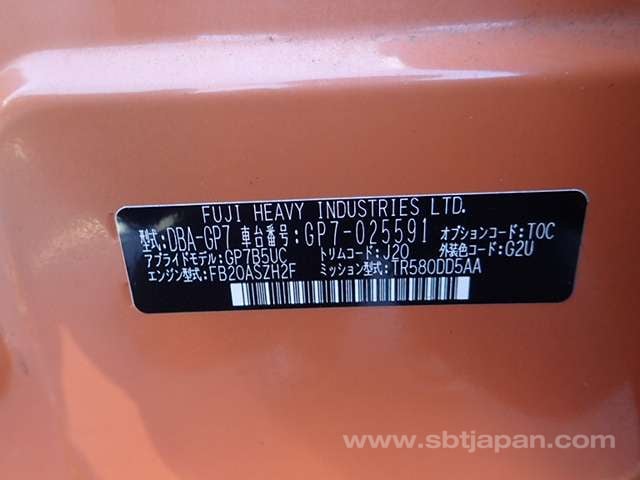 FUJI HEAVY INDUSTRIES LTD.
型式:DBA-GP7 車台番号:GP7-025591 オプションコード:TOC
アプライドモデル:GP7B5UC トリムコード:J20 外装色コード:G2U
エンジン型式:FB20ASZH2F ミッション型式:TR580DD5AA
www.sbtjapan.com/